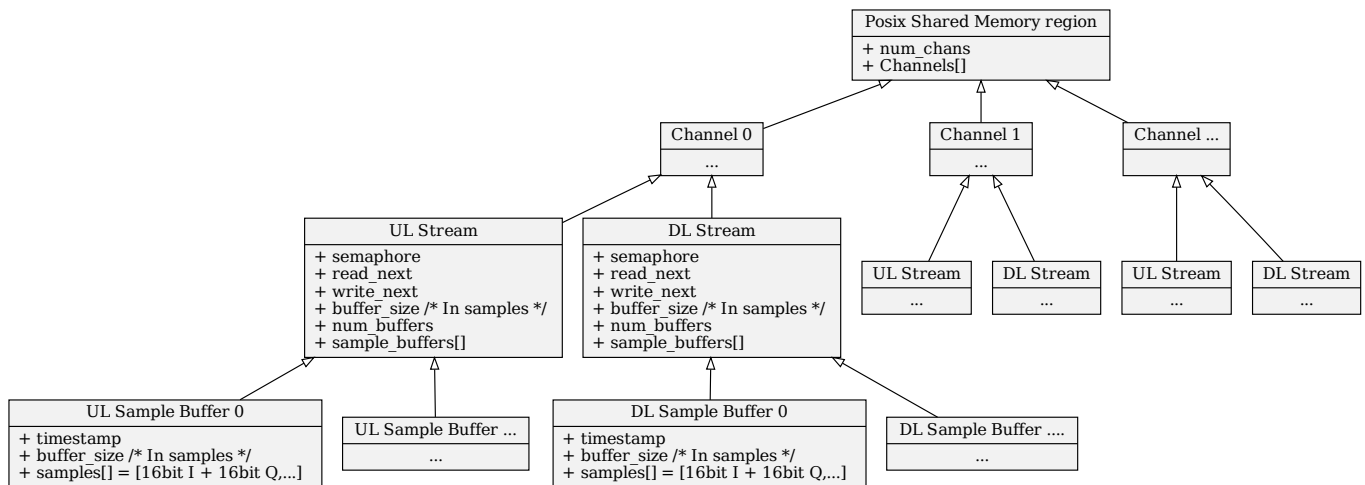 Posix Shared Memory region
+ num_chans
+ Channels[]
Channel 0
...
Channel 1
...
Channel ...
UL Stream
+ semaphore
+ read_next
+ write_next
+ buffer_size /* In samples */
+ num_buffers
+ sample_buffers[]
DL Stream
+ semaphore
+ read_next
+ write_next
+ buffer_size /* In samples */
+ num_buffers
+ sample_buffers[]
UL Stream
...
DL Stream
...
UL Stream
...
DL Stream
...
UL Sample Buffer 0
+ timestamp
+ buffer_size /* In samples */
+ samples[] = [16bit I + 16bit Q,...]
UL Sample Buffer ...
...
DL Sample Buffer 0
+ timestamp
+ buffer_size /* In samples */
+ samples[] = [16bit I + 16bit Q,...]
DL Sample Buffer ....
...